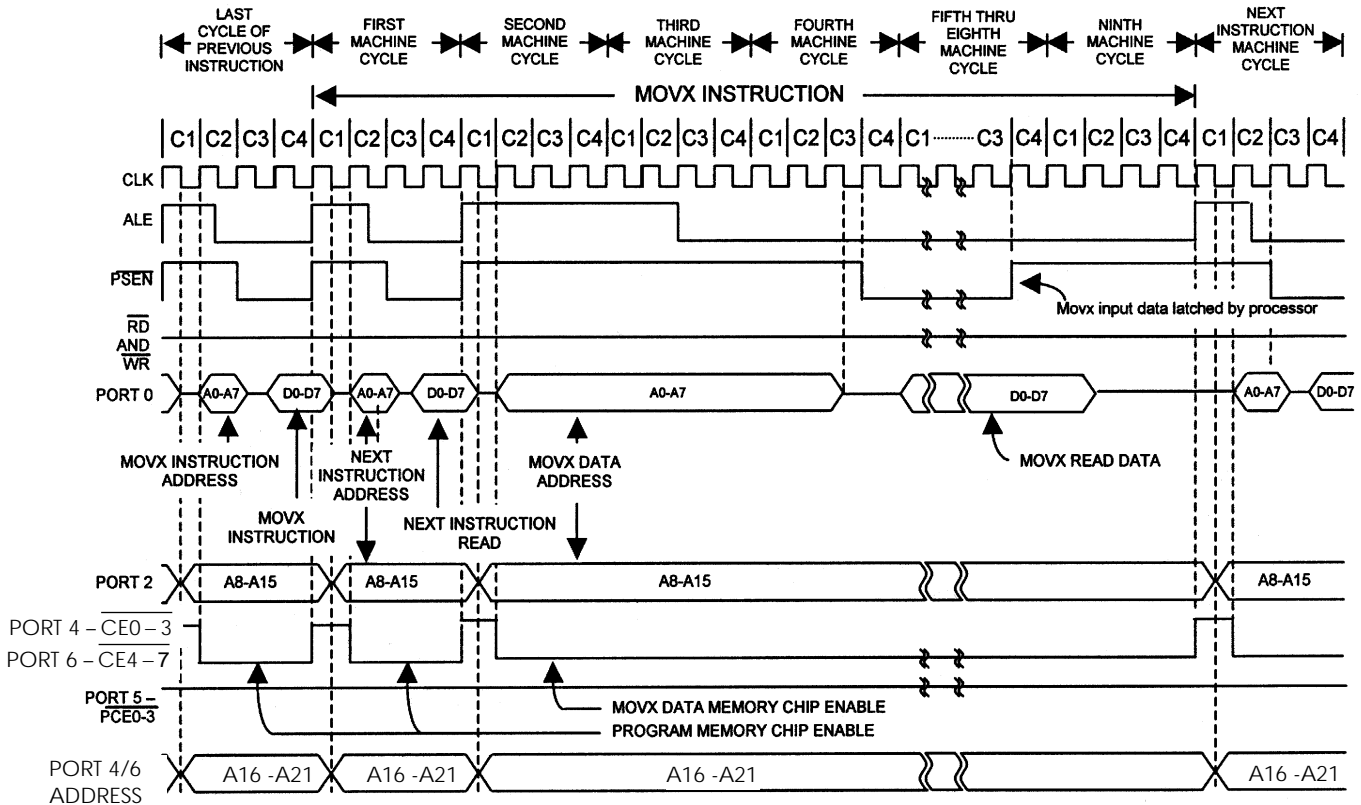 LAST
CYCLE OF
PREVIOUS
INSTRUCTION
FIRST
MACHINE
CYCLE
SECOND
MACHINE
CYCLE
THIRD
MACHINE
CYCLE
FOURTH
MACHINE
CYCLE
FIFTH THRU
EIGHTH
MACHINE
CYCLE
NINTH
MACHINE
CYCLE
NEXT
INSTRUCTION
MACHINE
CYCLE
MOVX INSTRUCTION
C1 C2 C3 C4 C1 C2 C3 C4 C1 C2 C3 C4 C1 C2 C3 C4 C1 C2 C3 C4 C1 ........... C3 C4 C1 C2 C3 C4 C1 C2 C3 C4
CLK
ALE
PSEN
Movx input data latched by processor
RD
AND
WR
PORT 0 A0-A7 D0-D7 A0-A7 D0-D7 A0-A7 D0-D7 A0-A7 D0-D7
MOVX INSTRUCTION
ADDRESS
NEXT
INSTRUCTION
ADDRESS
MOVX DATA
ADDRESS
MOVX READ DATA
MOVX
INSTRUCTION
NEXT INSTRUCTION
READ
PORT 2 A8-A15 A8-A15 A8-A15 A8-A15
PORT 4 – CE0 – 3
PORT 6 – CE4 – 7
PORT 5 –
PCE0-3
MOVX DATA MEMORY CHIP ENABLE
PROGRAM MEMORY CHIP ENABLE
PORT 4/6
ADDRESS
A16 -A21 A16 -A21 A16 -A21 A16 -A21